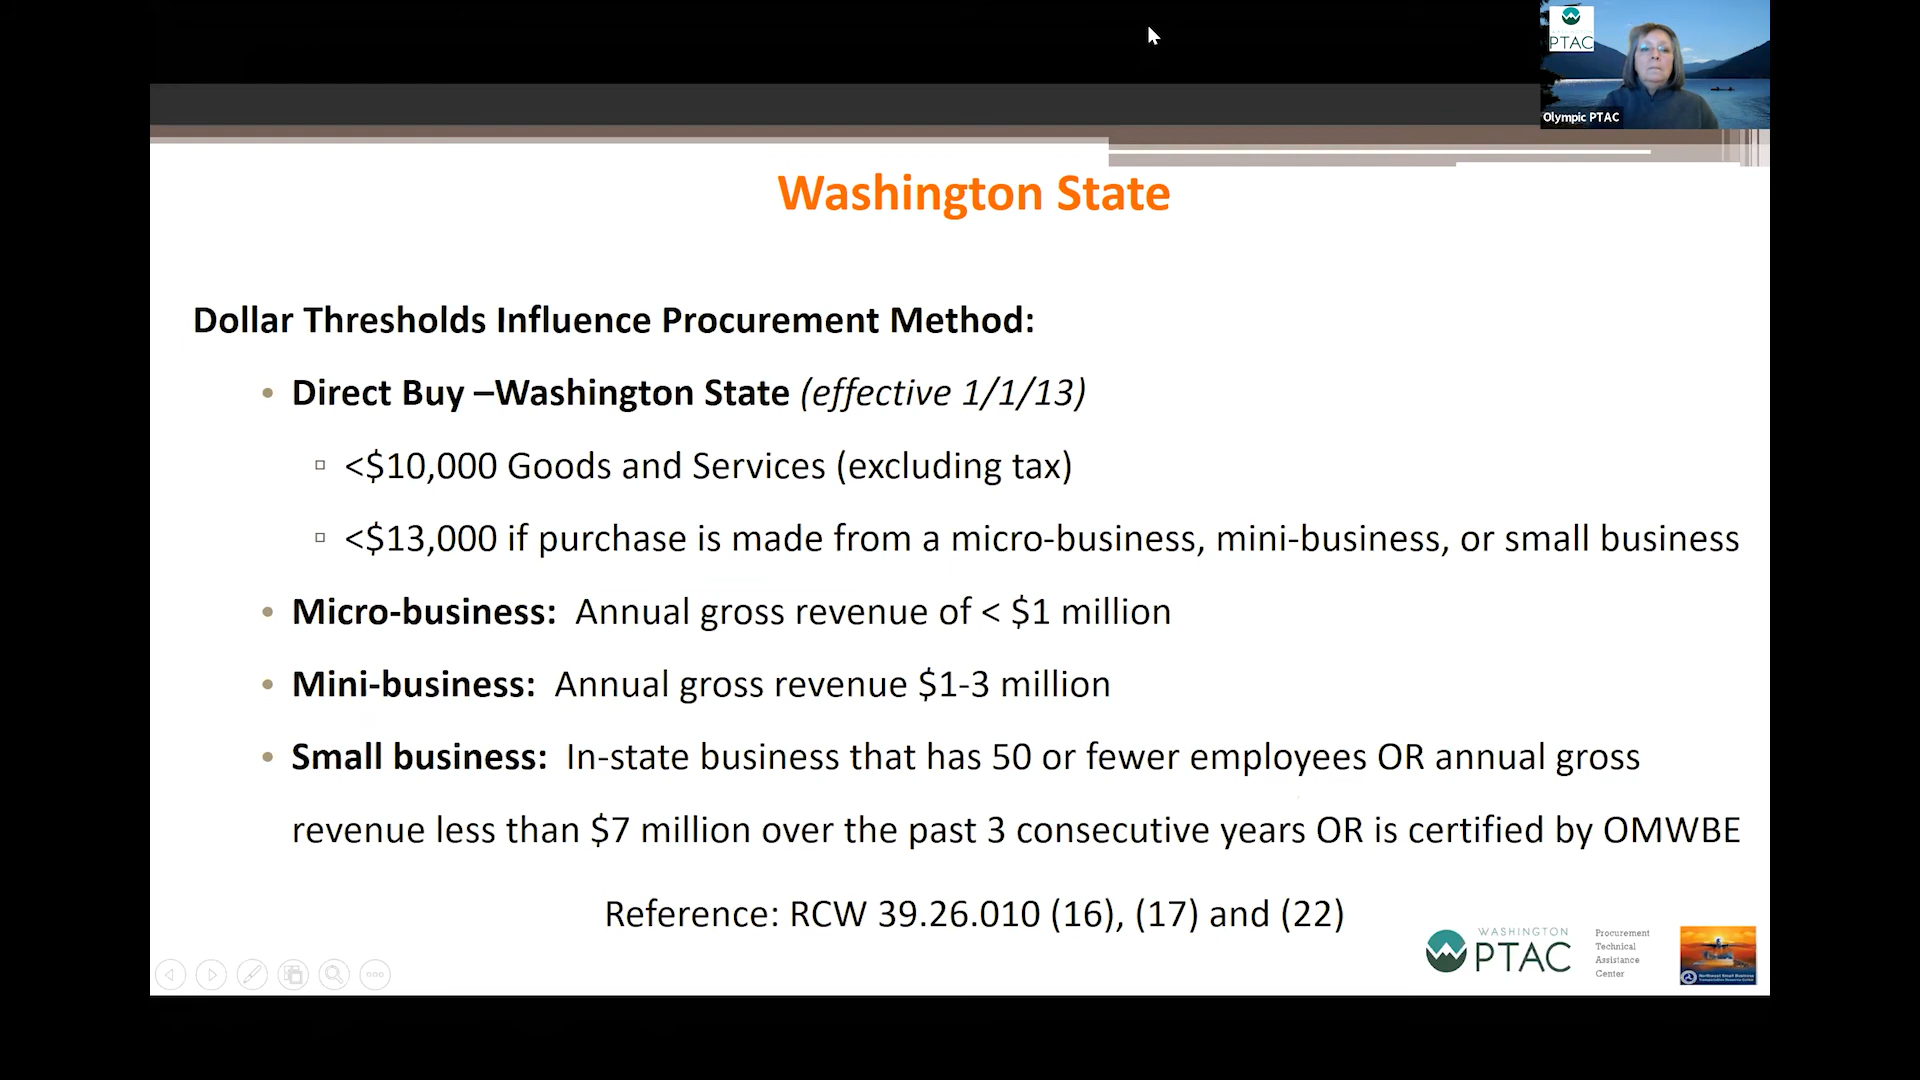 PTAC
Olympic PTAC
Washington State
Dollar Thresholds Influence Procurement Method:
• Direct Buy –Washington State (effective 1/1/13)
▫ <$10,000 Goods and Services (excluding tax)
▫ <$13,000 if purchase is made from a micro-business, mini-business, or small business
• Micro-business: Annual gross revenue of < $1 million
• Mini-business: Annual gross revenue $1-3 million
• Small business: In-state business that has 50 or fewer employees OR annual gross
revenue less than $7 million over the past 3 consecutive years OR is certified by OMWBE
Reference: RCW 39.26.010 (16), (17) and (22)
WASHINGTON
PTAC
Procurement
Technical
Assistance
Center
Northwest Small Business